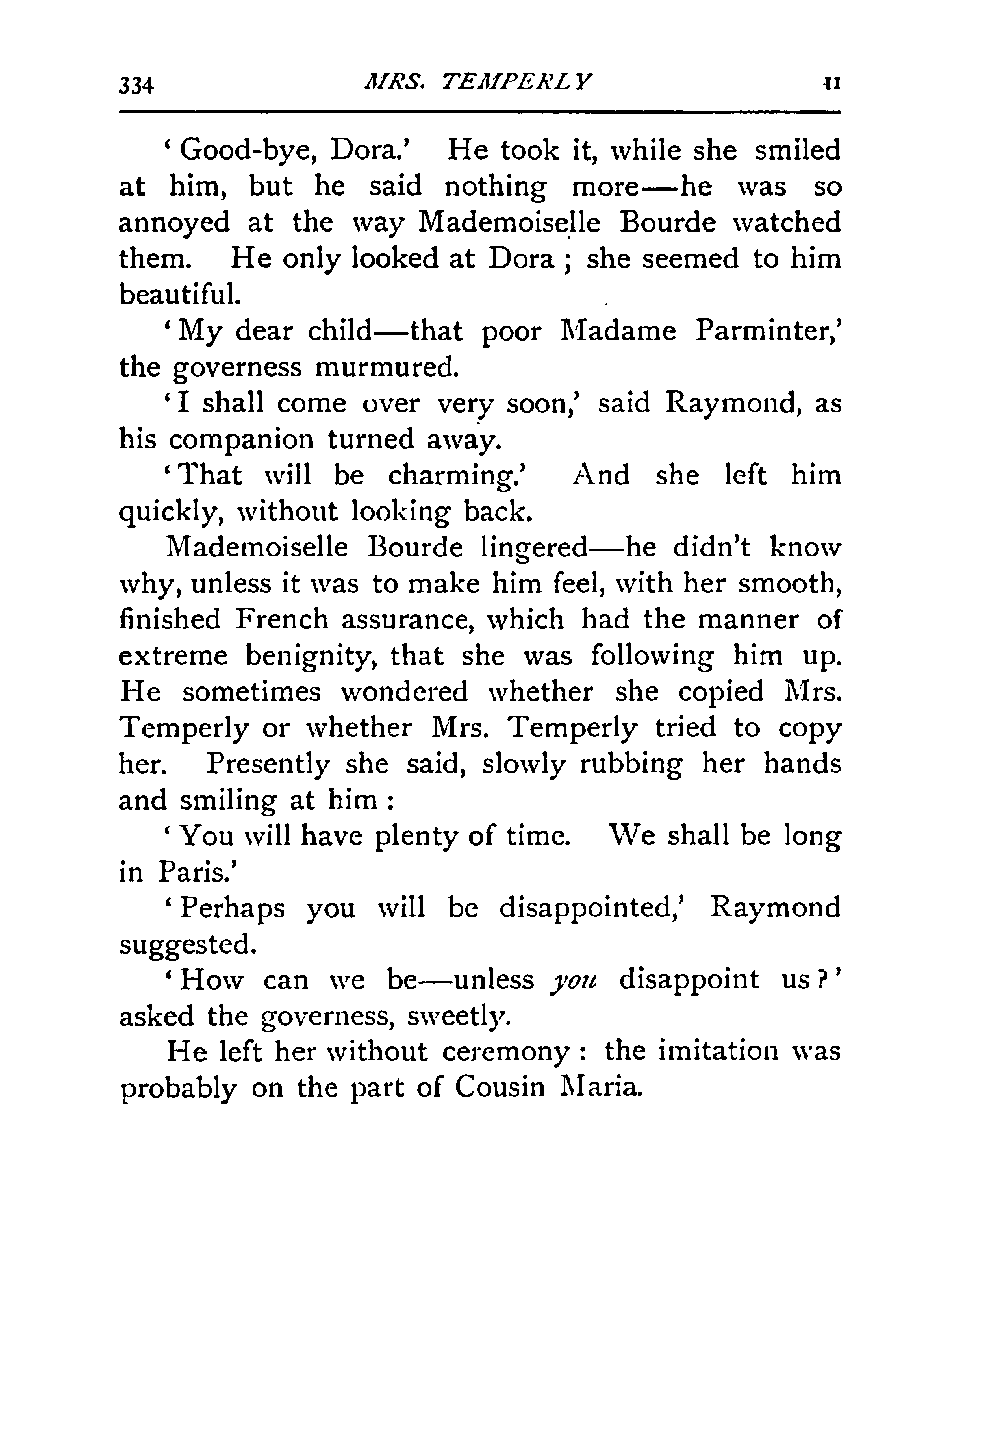 334 MRS. TEMPERLY II
‘Good-bye, Dora.’ He took it, while she smiled
at him, but he said nothing more—he was so
annoyed at the way Mademoiselle Bourde watched
them. He only looked at Dora; she seemed to him
beautiful.
‘My dear child—that poor Madame Parminter,’
the governess murmured.
‘I shall come over very soon,’ said Raymond, as
his companion turned away.
‘That will be charming.’ And she left him
quickly, without looking back.
Mademoiselle Bourde lingered—he didn't know
why, unless it was to make him feel, with her smooth,
finished French assurance, which had the manner of
extreme benignity, that she was following him up.
He sometimes wondered whether she copied Mrs.
Temperly or whether Mrs. Temperly tried to copy
her. Presently she said, slowly rubbing her hands
and smiling at him:
‘You will have plenty of time. We shall be long
in Paris.’
‘Perhaps you will be disappointed,’ Raymond
suggested.
‘How can we be—unless you disappoint us?’
asked the governess, sweetly.
He left her without ceremony: the imitation was
probably on the part of Cousin Maria.